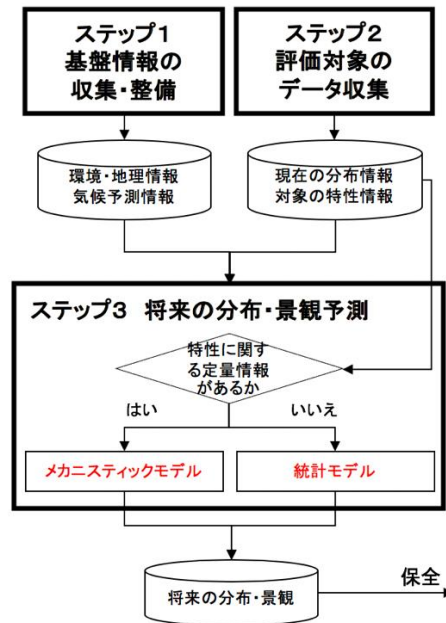 ステップ1
基盤情報の
収集・整備
ステップ2
評価対象の
データ収集
環境・地理情報
気候予測情報
現在の分布情報
対象の特性情報
ステップ3 将来の分布・景観予測
特性に関す
る定量情報
があるか
はい
いいえ
メカニスティックモデル
統計モデル
将来の分布・景観
保全